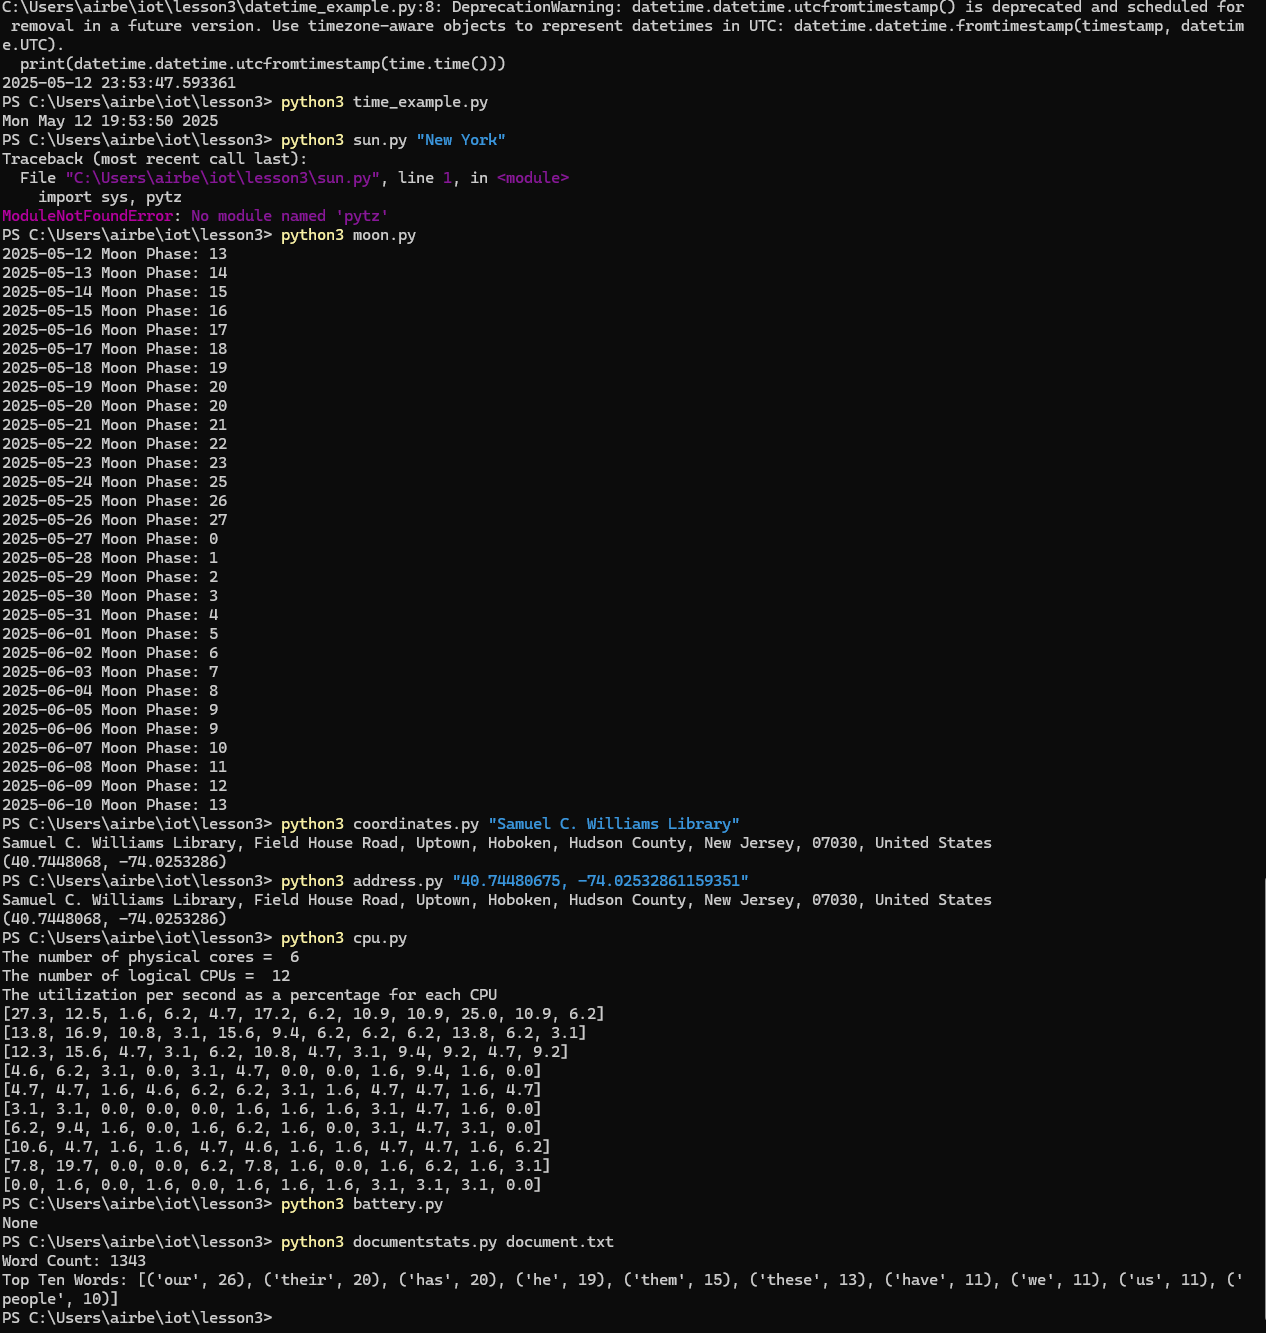 C:\Users\airbe\iot\lesson3\datetime_example.py:8: DeprecationWarning: datetime.datetime.utcfromtimestamp() is deprecated and scheduled for
 removal in a future version. Use timezone-aware objects to represent datetimes in UTC: datetime.datetime.fromtimestamp(timestamp, datetim
e.UTC).
  print(datetime.datetime.utcfromtimestamp(time.time()))
2025-05-12 23:53:47.593361
PS C:\Users\airbe\iot\lesson3> python3 time_example.py
Mon May 12 19:53:50 2025
PS C:\Users\airbe\iot\lesson3> python3 sun.py "New York"
Traceback (most recent call last):
  File "C:\Users\airbe\iot\lesson3\sun.py", line 1, in <module>
    import sys, pytz
ModuleNotFoundError: No module named 'pytz'
PS C:\Users\airbe\iot\lesson3> python3 moon.py
2025-05-12 Moon Phase: 13
2025-05-13 Moon Phase: 14
2025-05-14 Moon Phase: 15
2025-05-15 Moon Phase: 16
2025-05-16 Moon Phase: 17
2025-05-17 Moon Phase: 18
2025-05-18 Moon Phase: 19
2025-05-19 Moon Phase: 20
2025-05-20 Moon Phase: 20
2025-05-21 Moon Phase: 21
2025-05-22 Moon Phase: 22
2025-05-23 Moon Phase: 23
2025-05-24 Moon Phase: 25
2025-05-25 Moon Phase: 26
2025-05-26 Moon Phase: 27
2025-05-27 Moon Phase: 0
2025-05-28 Moon Phase: 1
2025-05-29 Moon Phase: 2
2025-05-30 Moon Phase: 3
2025-05-31 Moon Phase: 4
2025-06-01 Moon Phase: 5
2025-06-02 Moon Phase: 6
2025-06-03 Moon Phase: 7
2025-06-04 Moon Phase: 8
2025-06-05 Moon Phase: 9
2025-06-06 Moon Phase: 9
2025-06-07 Moon Phase: 10
2025-06-08 Moon Phase: 11
2025-06-09 Moon Phase: 12
2025-06-10 Moon Phase: 13
PS C:\Users\airbe\iot\lesson3> python3 coordinates.py "Samuel C. Williams Library"
Samuel C. Williams Library, Field House Road, Uptown, Hoboken, Hudson County, New Jersey, 07030, United States
(40.7448068, -74.0253286)
PS C:\Users\airbe\iot\lesson3> python3 address.py "40.74480675, -74.02532861159351"
Samuel C. Williams Library, Field House Road, Uptown, Hoboken, Hudson County, New Jersey, 07030, United States
(40.7448068, -74.0253286)
PS C:\Users\airbe\iot\lesson3> python3 cpu.py
The number of physical cores =  6
The number of logical CPUs =  12
The utilization per second as a percentage for each CPU
[27.3, 12.5, 1.6, 6.2, 4.7, 17.2, 6.2, 10.9, 10.9, 25.0, 10.9, 6.2]
[13.8, 16.9, 10.8, 3.1, 15.6, 9.4, 6.2, 6.2, 6.2, 13.8, 6.2, 3.1]
[12.3, 15.6, 4.7, 3.1, 6.2, 10.8, 4.7, 3.1, 9.4, 9.2, 4.7, 9.2]
[4.6, 6.2, 3.1, 0.0, 3.1, 4.7, 0.0, 0.0, 1.6, 9.4, 1.6, 0.0]
[4.7, 4.7, 1.6, 4.6, 6.2, 6.2, 3.1, 1.6, 4.7, 4.7, 1.6, 4.7]
[3.1, 3.1, 0.0, 0.0, 0.0, 1.6, 1.6, 1.6, 3.1, 4.7, 1.6, 0.0]
[6.2, 9.4, 1.6, 0.0, 1.6, 6.2, 1.6, 0.0, 3.1, 4.7, 3.1, 0.0]
[10.6, 4.7, 1.6, 1.6, 4.7, 4.6, 1.6, 1.6, 4.7, 4.7, 1.6, 6.2]
[7.8, 19.7, 0.0, 0.0, 6.2, 7.8, 1.6, 0.0, 1.6, 6.2, 1.6, 3.1]
[0.0, 1.6, 0.0, 1.6, 0.0, 1.6, 1.6, 1.6, 3.1, 3.1, 3.1, 0.0]
PS C:\Users\airbe\iot\lesson3> python3 battery.py
None
PS C:\Users\airbe\iot\lesson3> python3 documentstats.py document.txt
Word Count: 1343
Top Ten Words: [('our', 26), ('their', 20), ('has', 20), ('he', 19), ('them', 15), ('these', 13), ('have', 11), ('we', 11), ('us', 11), ('
people', 10)]
PS C:\Users\airbe\iot\lesson3>